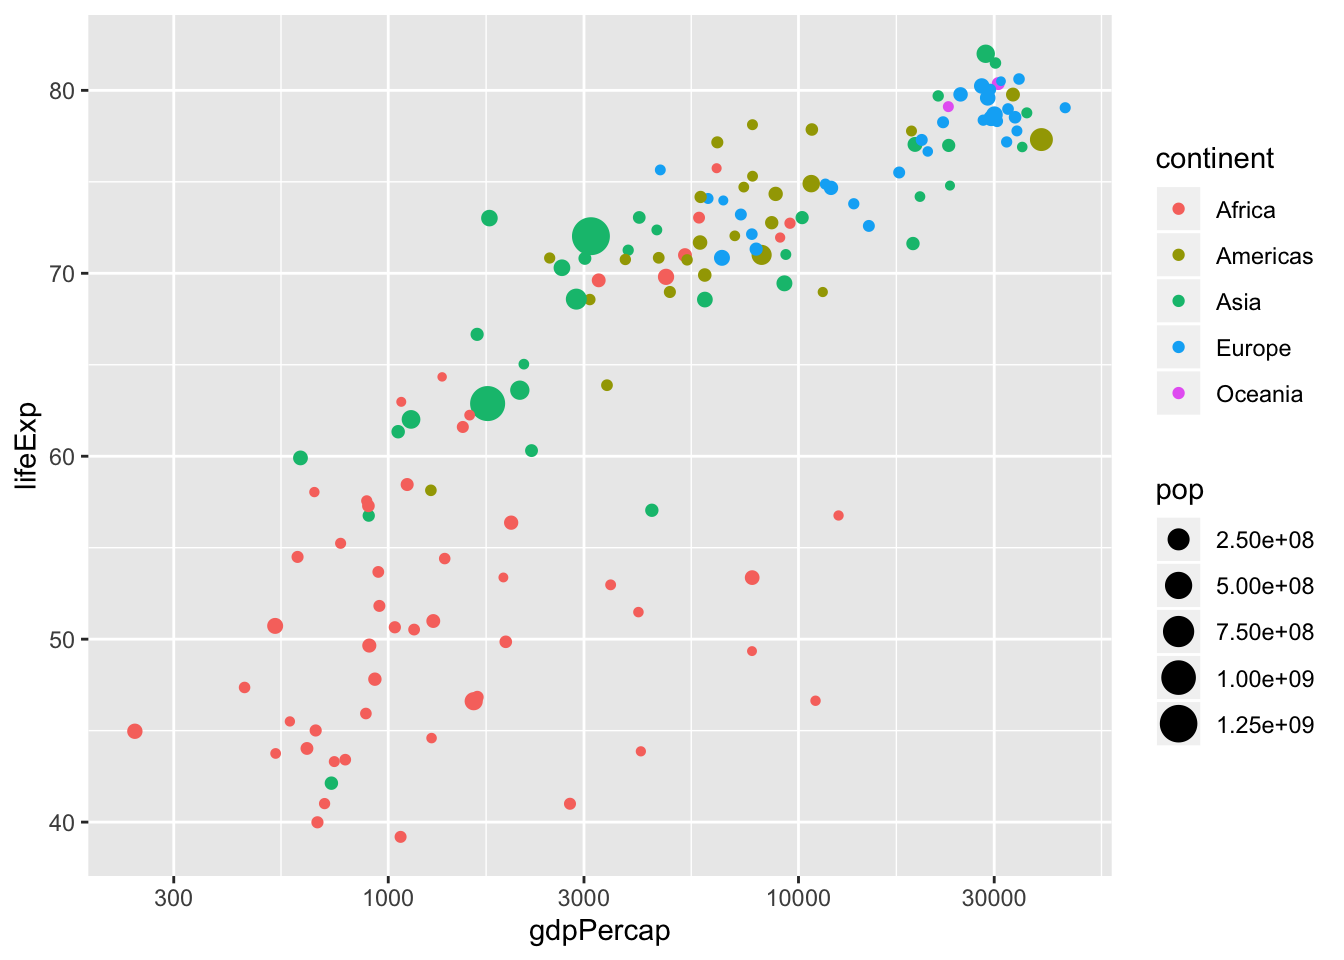 80
70
60
50
40
lifeExp
300
1000
3000
10000
30000
gdpPercap
continent
Africa
Americas
Asia
Europe
Oceania
pop
2.50e+08
5.00e+08
7.50e+08
1.00e+09
1.25e+09